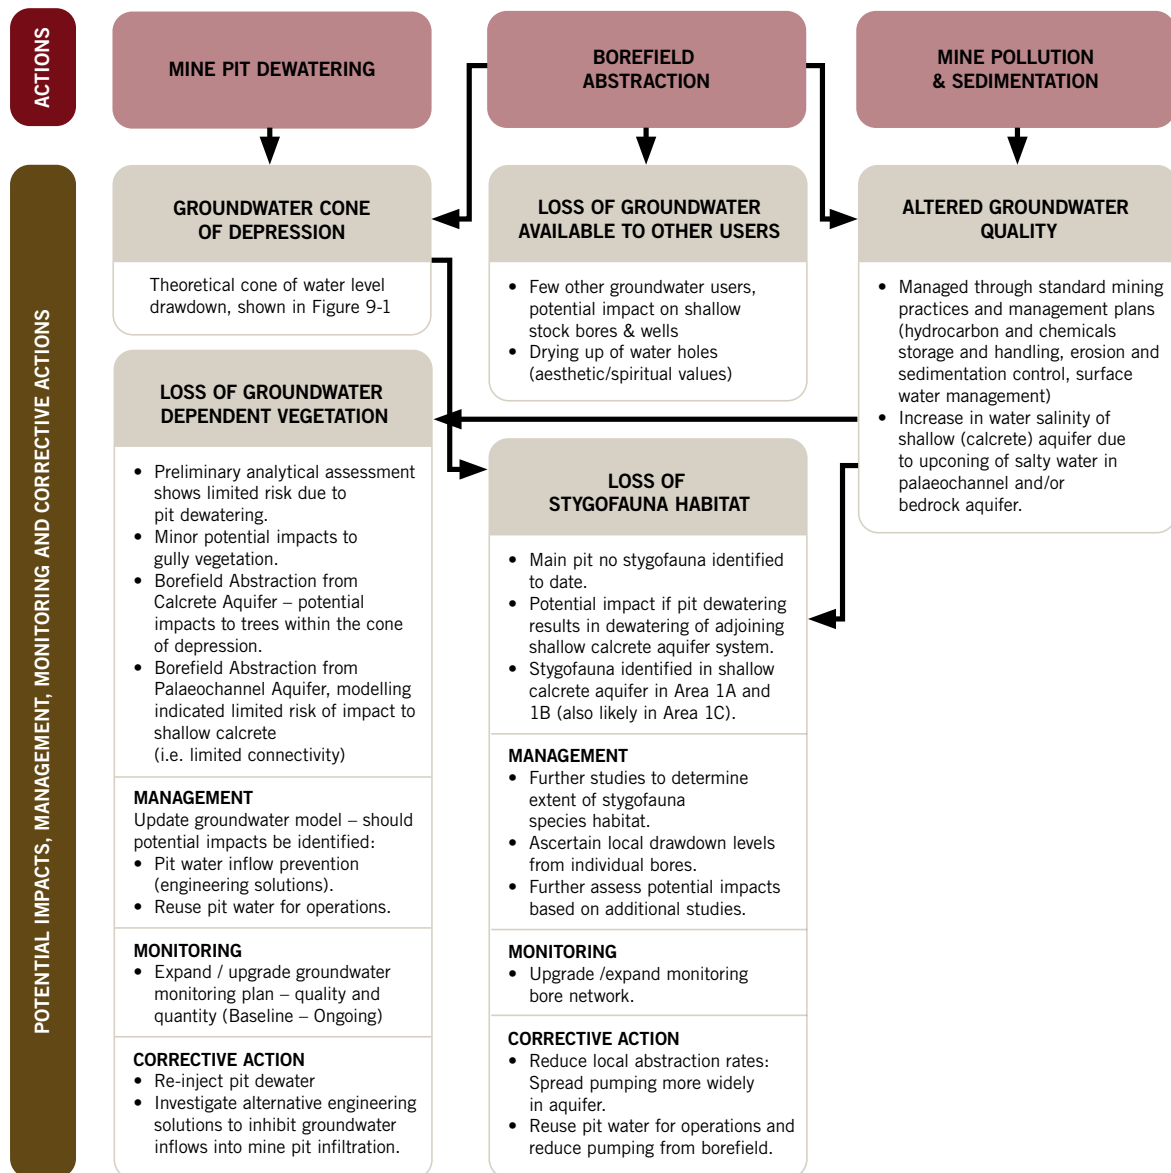 ACTIONS
MINE PIT DEWATERING
BOREFIELD
ABSTRACTION
MINE POLLUTION
& SEDIMENTATION
POTENTIAL IMPACTS, MANAGEMENT, MONITORING AND CORRECTIVE ACTIONS
GROUNDWATER CONE
OF DEPRESSION
Theoretical cone of water level
drawdown, shown in Figure 9-1
LOSS OF GROUNDWATER
AVAILABLE TO OTHER USERS
• Few other groundwater users,
potential impact on shallow
stock bores & wells
• Drying up of water holes
(aesthetic/spiritual values)
ALTERED GROUNDWATER
QUALITY
• Managed through standard mining
practices and management plans
(hydrocarbon and chemicals
storage and handling, erosion and
sedimentation control, surface
water management)
• Increase in water salinity of
shallow (calcrete) aquifer due
to upconing of salty water in
palaeochannel and/or
bedrock aquifer.
LOSS OF GROUNDWATER
DEPENDENT VEGETATION
• Preliminary analytical assessment
shows limited risk due to
pit dewatering.
• Minor potential impacts to
gully vegetation.
• Borefield Abstraction from
Calcrete Aquifer – potential
impacts to trees within the cone
of depression.
• Borefield Abstraction from
Palaeochannel Aquifer, modelling
indicated limited risk of impact to
shallow calcrete
(i.e. limited connectivity)
MANAGEMENT
Update groundwater model – should
potential impacts be identified:
• Pit water inflow prevention
(engineering solutions).
• Reuse pit water for operations.
MONITORING
• Expand / upgrade groundwater
monitoring plan – quality and
quantity (Baseline – Ongoing)
CORRECTIVE ACTION
• Re-inject pit dewater
• Investigate alternative engineering
solutions to inhibit groundwater
inflows into mine pit infiltration.
LOSS OF
STYGOFAUNA HABITAT
• Main pit no stygofauna identified
to date.
• Potential impact if pit dewatering
results in dewatering of adjoining
shallow calcrete aquifer system.
• Stygofauna identified in shallow
calcrete aquifer in Area 1A and
1B (also likely in Area 1C).
MANAGEMENT
• Further studies to determine
extent of stygofauna
species habitat.
• Ascertain local drawdown levels
from individual bores.
• Further assess potential impacts
based on additional studies.
MONITORING
• Upgrade /expand monitoring
bore network.
CORRECTIVE ACTION
• Reduce local abstraction rates:
Spread pumping more widely
in aquifer.
• Reuse pit water for operations and
reduce pumping from borefield.